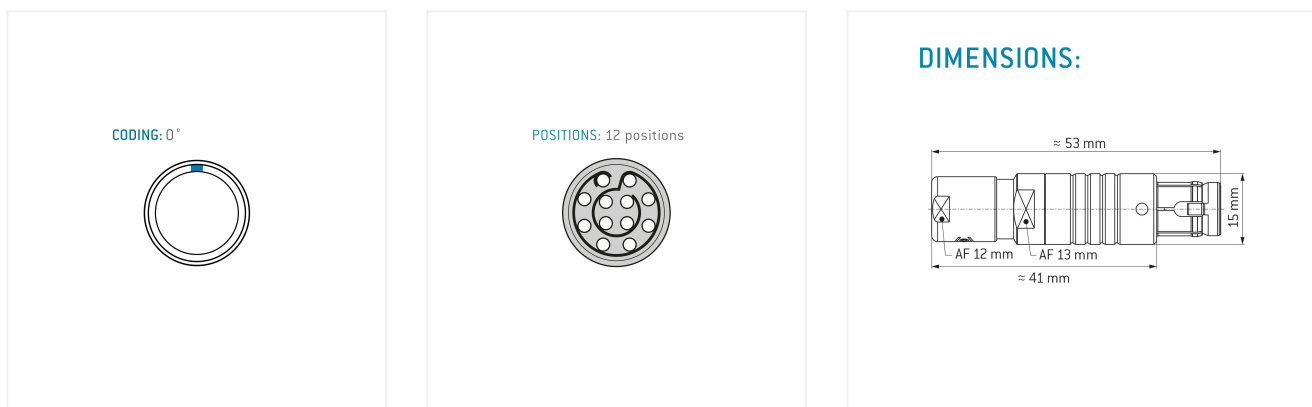 CODING: 0°
POSITIONS: 12 positions
DIMENSIONS:
≈ 53 mm
15 mm
AF 12 mm
AF 13 mm
≈ 41 mm